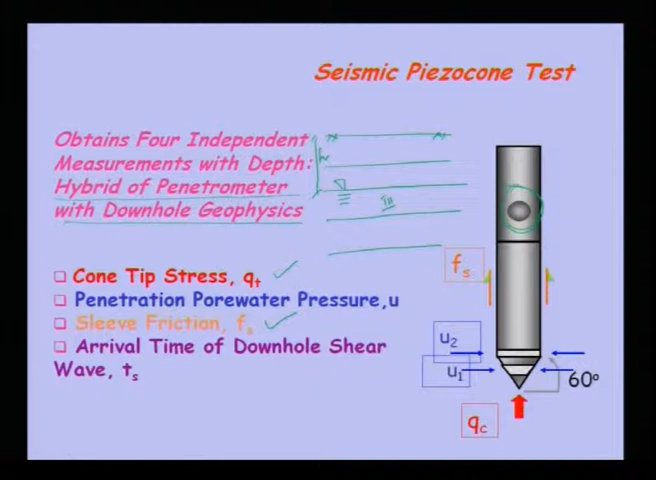 Seismic Piezocone Test
Obtains Four Independent
Measurements with Depth:
Hybrid of Penetrometer
with Downhole Geophysics
h
III
Cone Tip Stress, qt
Penetration Porewater Pressure,u
Sleeve Friction, fs
Arrival Time of Downhole Shear
Wave, ts
fs
u2
u1
60°
qc